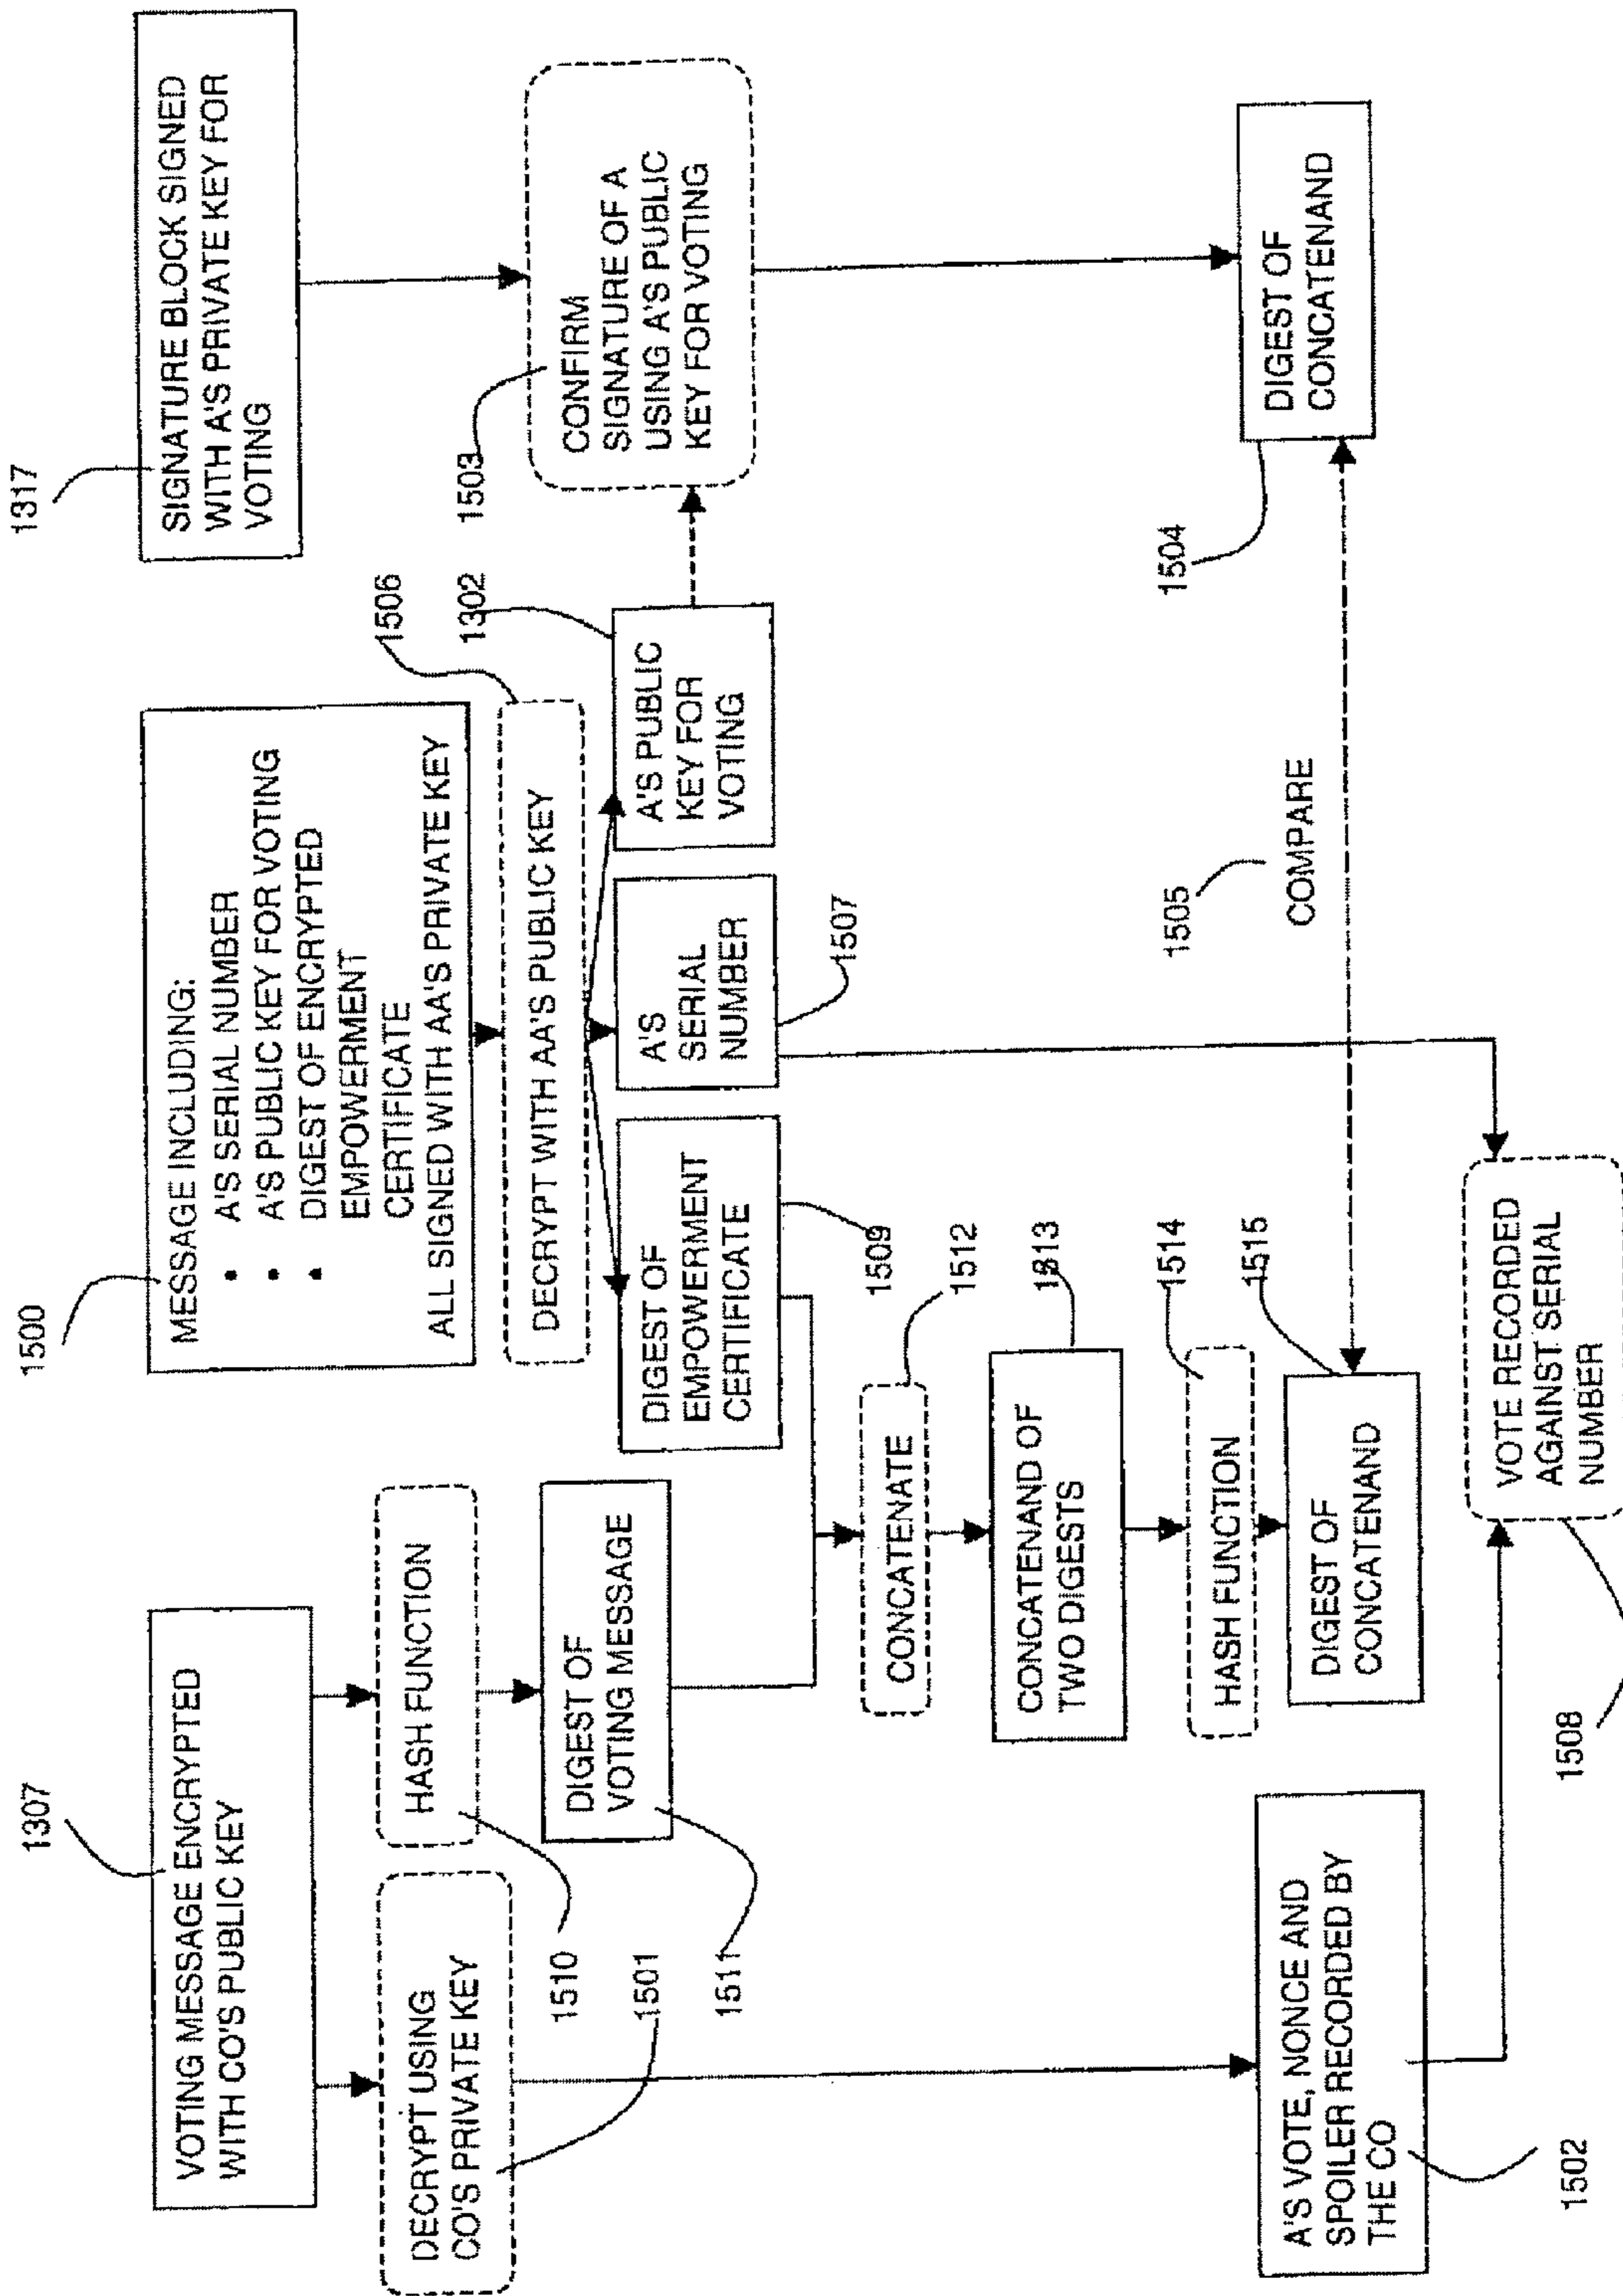 1307
VOTING MESSAGE ENCRYPTED
WITH CO'S PUBLIC KEY
DECRYPT USING
CO'S PRIVATE KEY
HASH FUNCTION
1510
1501
DIGEST OF
VOTING MESSAGE
1511
A'S VOTE, NONCE AND
SPOILER RECORDED BY
THE CO
1502
1500
MESSAGE INCLUDING:
• A'S SERIAL NUMBER
• A'S PUBLIC KEY FOR VOTING
• DIGEST OF ENCRYPTED
EMPOWERMENT
CERTIFICATE
ALL SIGNED WITH AA'S PRIVATE KEY
1506
DECRYPT WITH AA'S PUBLIC KEY
1302
DIGEST OF
EMPOWERMENT
CERTIFICATE
1509
A'S
SERIAL
NUMBER
1507
A'S PUBLIC
KEY FOR
VOTING
CONCATENATE
1512
CONCATENAND OF
TWO DIGESTS
1313
HASH FUNCTION
1514
DIGEST OF
CONCATENAND
1515
VOTE RECORDED
AGAINST SERIAL
NUMBER
1508
1317
SIGNATURE BLOCK SIGNED
WITH A'S PRIVATE KEY FOR
VOTING
1503
CONFIRM
SIGNATURE OF A
USING A'S PUBLIC
KEY FOR VOTING
1505
COMPARE
1504
DIGEST OF
CONCATENAND